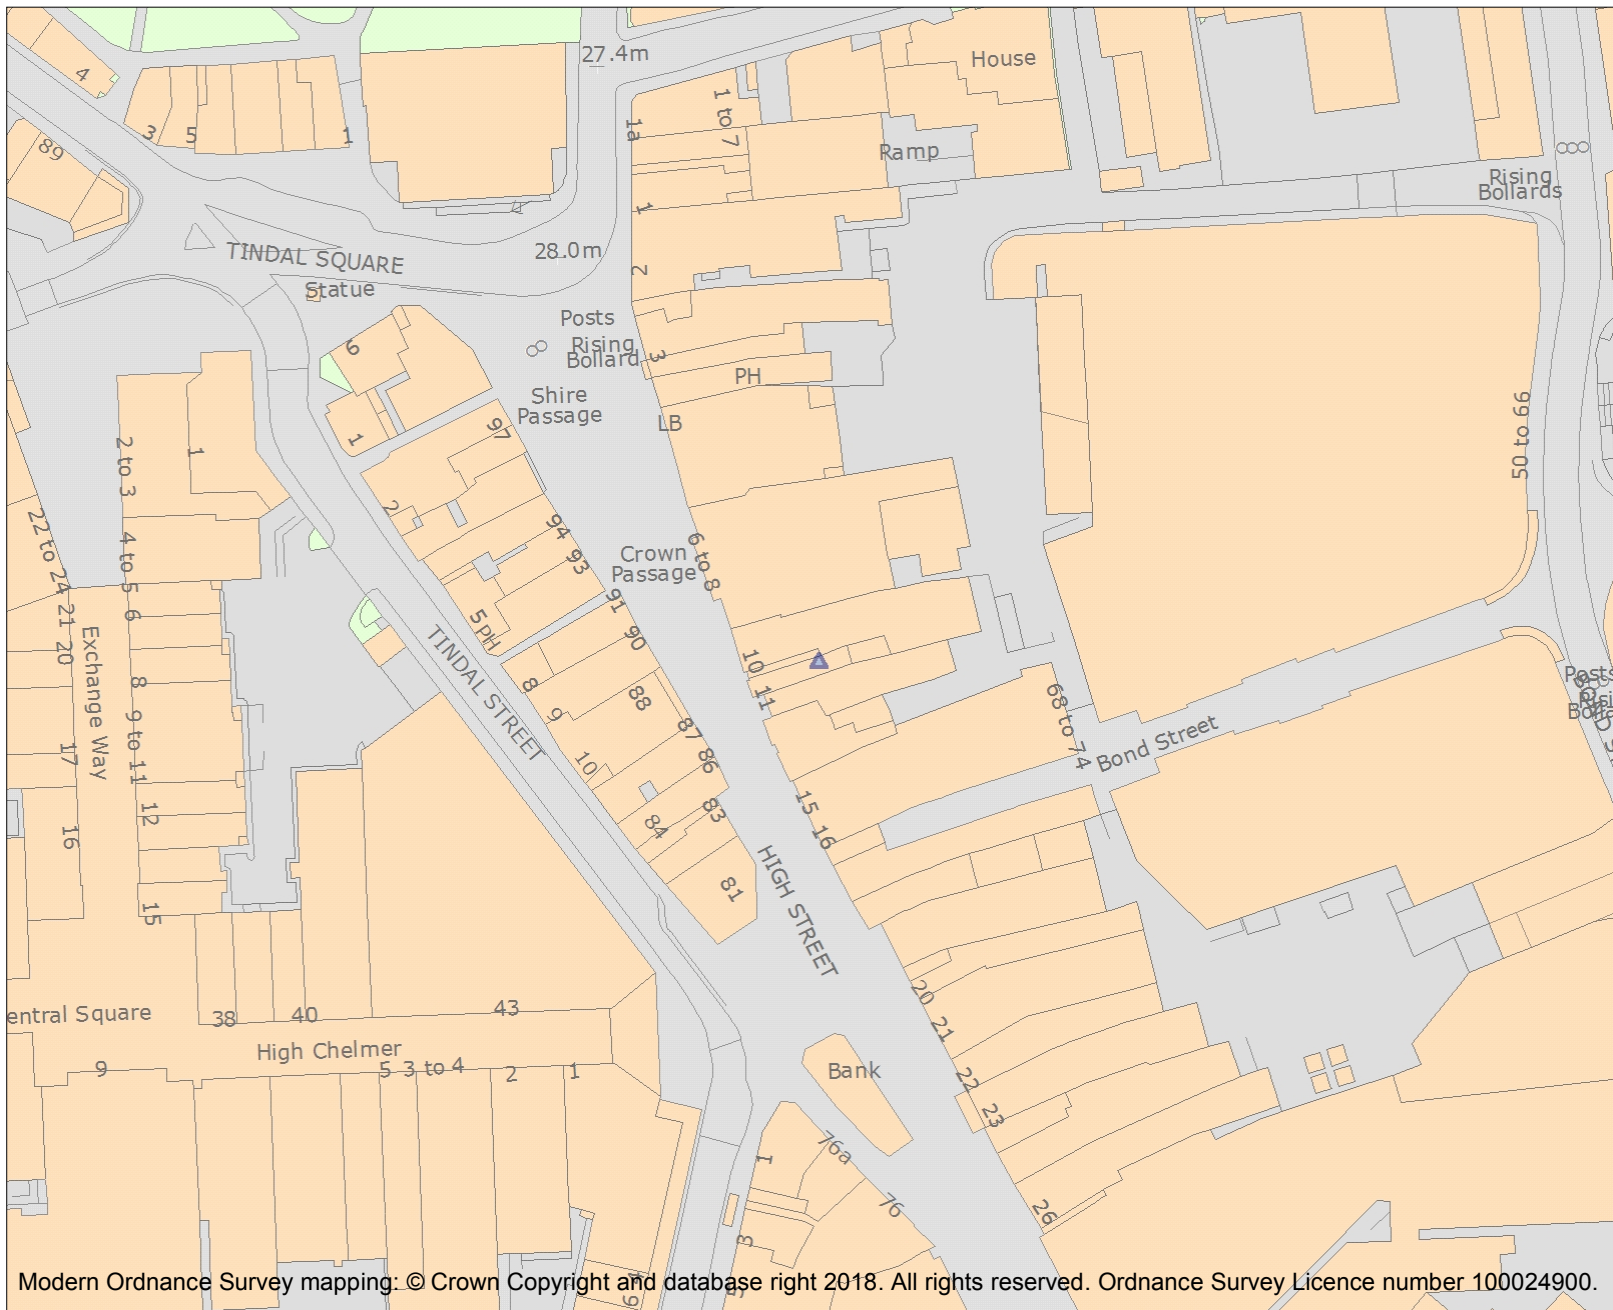 27.4m
House
4
3
5
1
1a
1 to 7
89
Ramp
Rising
Bollards
1
28.0m
TINDAL SQUARE
2
Statue
Posts
Rising
Bollard
3
6
PH
Shire
Passage
LB
97
1
1
2 to 3
50 to 66
2
22 to 24
4 to 5
94
93
Crown
Passage
6 to 8
91
90
21
20
6
5
PH
Exchange Way
TINDAL STREET
10
11
8
8
9
88
87
86
68 to 74
Bond Street
Posts
17
9 to 11
10
12
16
84
83
15
16
81
HIGH STREET
15
20
21
entral Square
38
40
43
High Chelmer
9
5
3 to 4
2
1
Bank
22
23
76a
1
76
26
3
Modern Ordnance Survey mapping: © Crown Copyright and database right 2018. All rights reserved. Ordnance Survey Licence number 100024900.